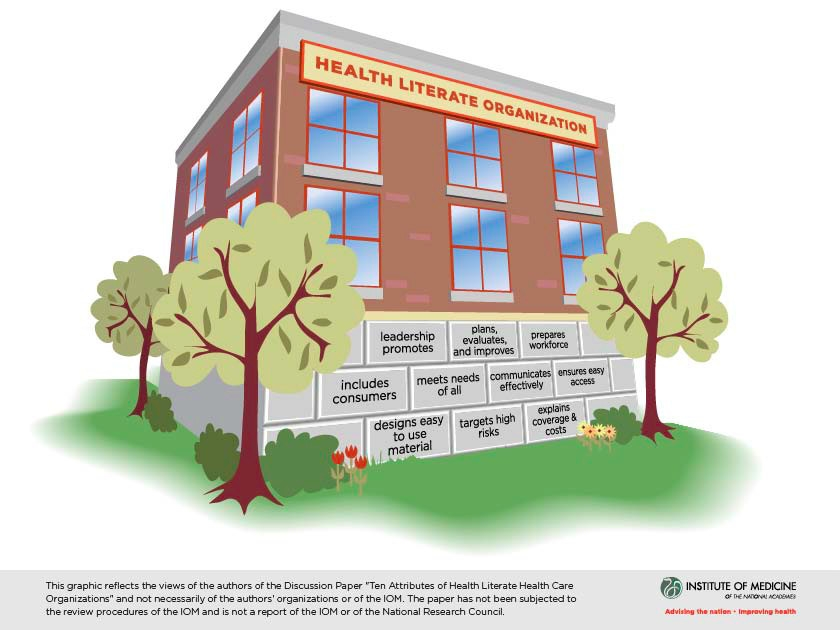 HEALTH LITERATE ORGANIZATION
leadership
promotes
plans,
evaluates,
and improves
prepares
workforce
includes
consumers
meets needs
of all
communicates
effectively
ensures easy
access
designs easy
to use
material
targets high
risks
explains
coverage &
costs
This graphic reflects the views of the authors of the Discussion Paper "Ten Attributes of Health Literate Health Care
Organizations" and not necessarily of the authors' organizations or of the IOM. The paper has not been subjected to
the review procedures of the IOM and is not a report of the IOM or of the National Research Council.
INSTITUTE OF MEDICINE
OF THE NATIONAL ACADEMIES
Advising the nation • Improving health